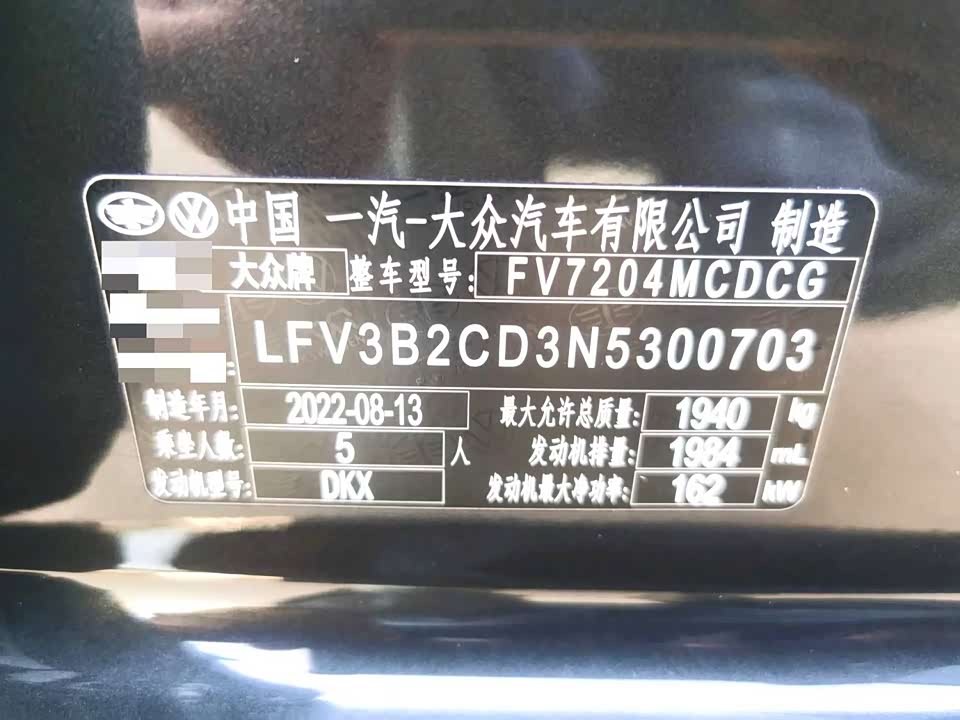 中国 一汽-大众汽车有限公司 制造
大众牌 整车型号: FV7204MCDCG
LFV3B2CD3N5300703
制造年月: 2022-08-13 最大允许总质量: 1940 kg
乘坐人数: 5 人 发动机排量: 1984 mL
发动机型号: DKX 发动机最大净功率: 162 kW